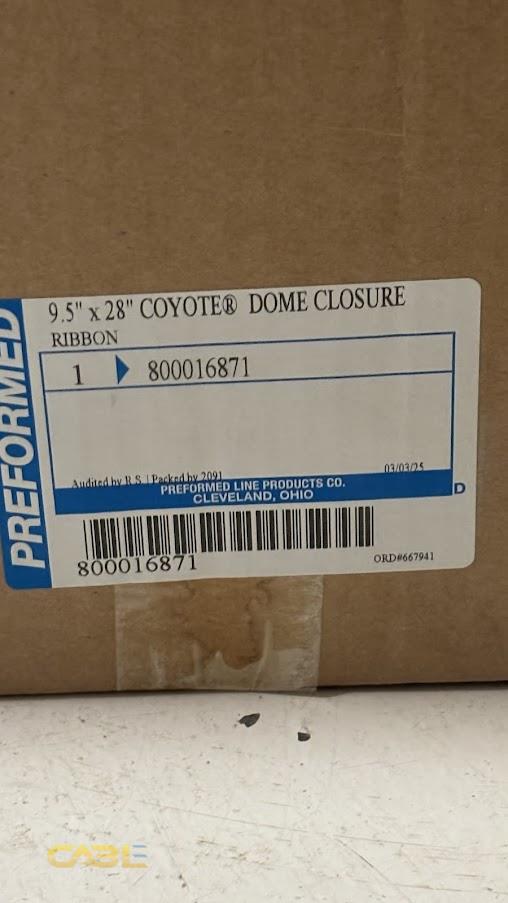 PREFORMED
9.5" x 28" COYOTE® DOME CLOSURE
RIBBON
1 800016871
Audited by R.S. | Packed by 2091 03/03/25
PREFORMED LINE PRODUCTS CO.
CLEVELAND, OHIO
D
800016871
ORD#667941
CABLE